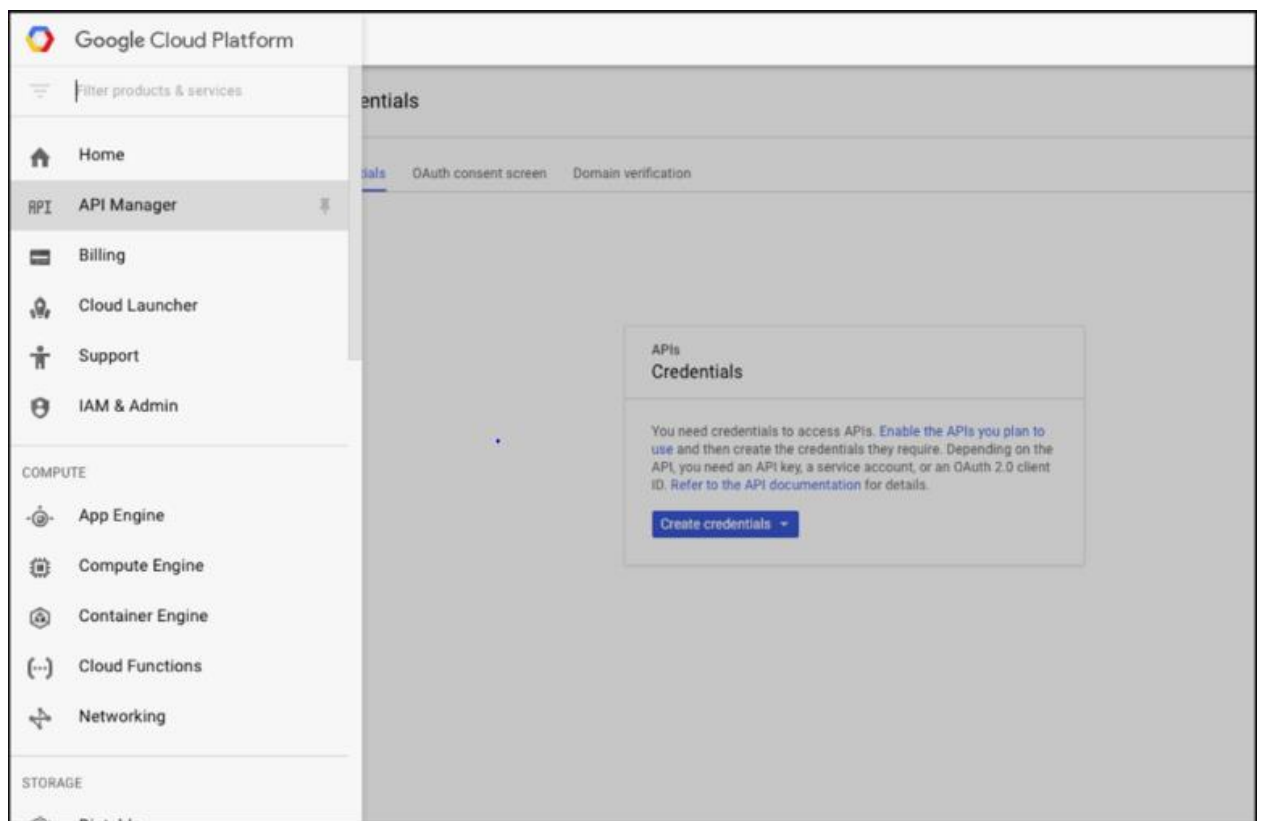 Google Cloud Platform
Filter products & services
Home
API API Manager
Billing
Cloud Launcher
Support
IAM & Admin
COMPUTE
App Engine
Compute Engine
Container Engine
Cloud Functions
Networking
STORAGE
entials
ials OAuth consent screen Domain verification
APIs
Credentials
You need credentials to access APIs. Enable the APIs you plan to
use and then create the credentials they require. Depending on the
API, you need an API key, a service account, or an OAuth 2.0 client
ID. Refer to the API documentation for details.
Create credentials